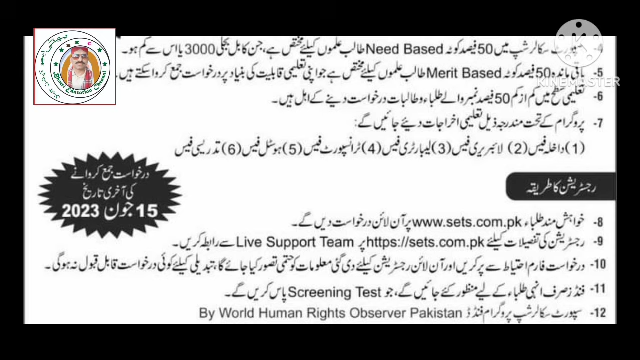 4- سپورٹ سکالرشپ میں 50 فیصد کوٹہ Need Based طالب علموں کیلئے مختص ہے، جن کا بل بجلی 3000 یا اس سے کم ہو۔
5- باقی ماندہ 50 فیصد کوٹہ Merit Based طالب علموں کیلئے مختص ہے جو اپنی تعلیمی قابلیت کی بنیاد پر درخواست جمع کروا سکتے ہیں۔
6- تعلیمی سطح میں کم از کم 50 فیصد نمبر والے طلباء و طالبات درخواست دینے کے اہل ہیں۔
7- پروگرام کے تحت مندرجہ ذیل تعلیمی اخراجات دیئے جائیں گے:
(1) داخلہ فیس (2) لائبریری فیس (3) لیبارٹری فیس (4) ٹرانسپورٹ فیس (5) ہوسٹل فیس (6) تدریسی فیس
درخواست جمع کروانے
کی آخری تاریخ
15 جون 2023
رجسٹریشن کا طریقہ
8- خواہش مند طلباء www.sets.com.pk پر آن لائن درخواست دیں گے۔
9- رجسٹریشن کی تفصیلات کیلئے https://sets.com.pk پر Live Support Team سے رابطہ کریں۔
10- درخواست فارم احتیاط سے پر کریں اور آن لائن رجسٹریشن کیلئے دی گئی معلومات کو حتمی تصور کیا جائے گا، تبدیلی کیلئے کوئی درخواست قابل قبول نہ ہوگی۔
11- فنڈز صرف انہی طلباء کے لیے منظور کئے جائیں گے، جو Screening Test پاس کریں گے۔
12- سپورٹ سکالرشپ پروگرام فنڈڈ By World Human Rights Observer Pakistan
KINEMASTER